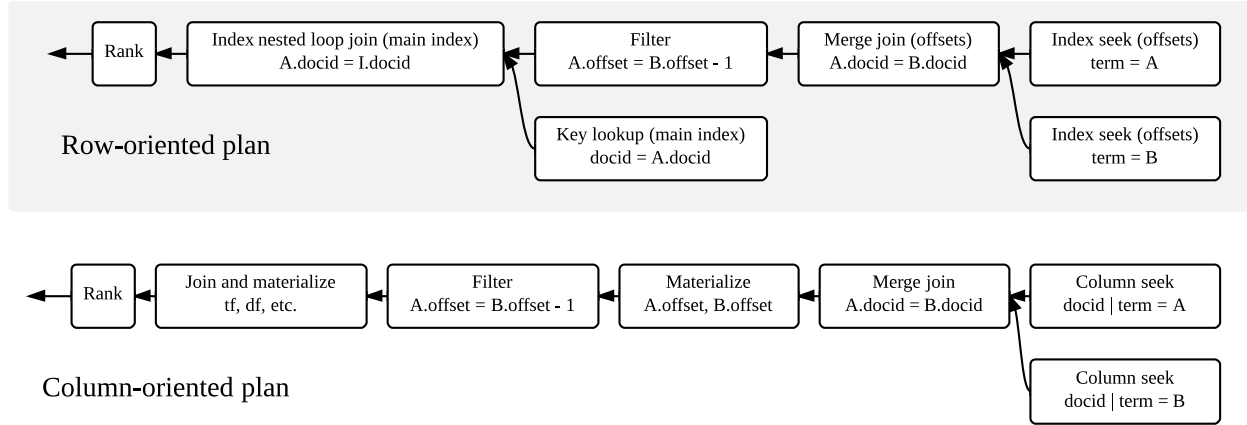 Rank
Index nested loop join (main index)
A.docid = I.docid
Filter
A.offset = B.offset - 1
Merge join (offsets)
A.docid = B.docid
Index seek (offsets)
term = A
Key lookup (main index)
docid = A.docid
Index seek (offsets)
term = B
Row-oriented plan
Rank
Join and materialize
tf, df, etc.
Filter
A.offset = B.offset - 1
Materialize
A.offset, B.offset
Merge join
A.docid = B.docid
Column seek
docid | term = A
Column-oriented plan
Column seek
docid | term = B